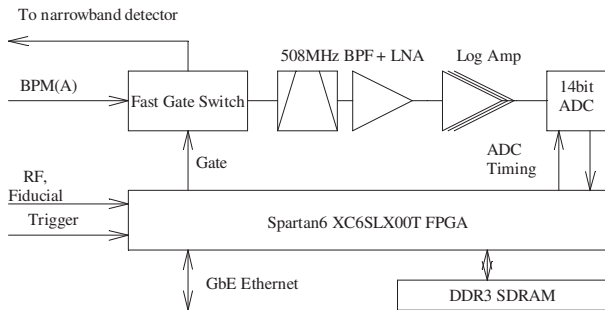 To narrowband detector
508MHz BPF + LNA
Log Amp
BPM(A)
Fast Gate Switch
14bit
ADC
Gate
ADC
Timing
RF,
Fiducial
Trigger
Spartan6 XC6SLX00T FPGA
GbE Ethernet
DDR3 SDRAM